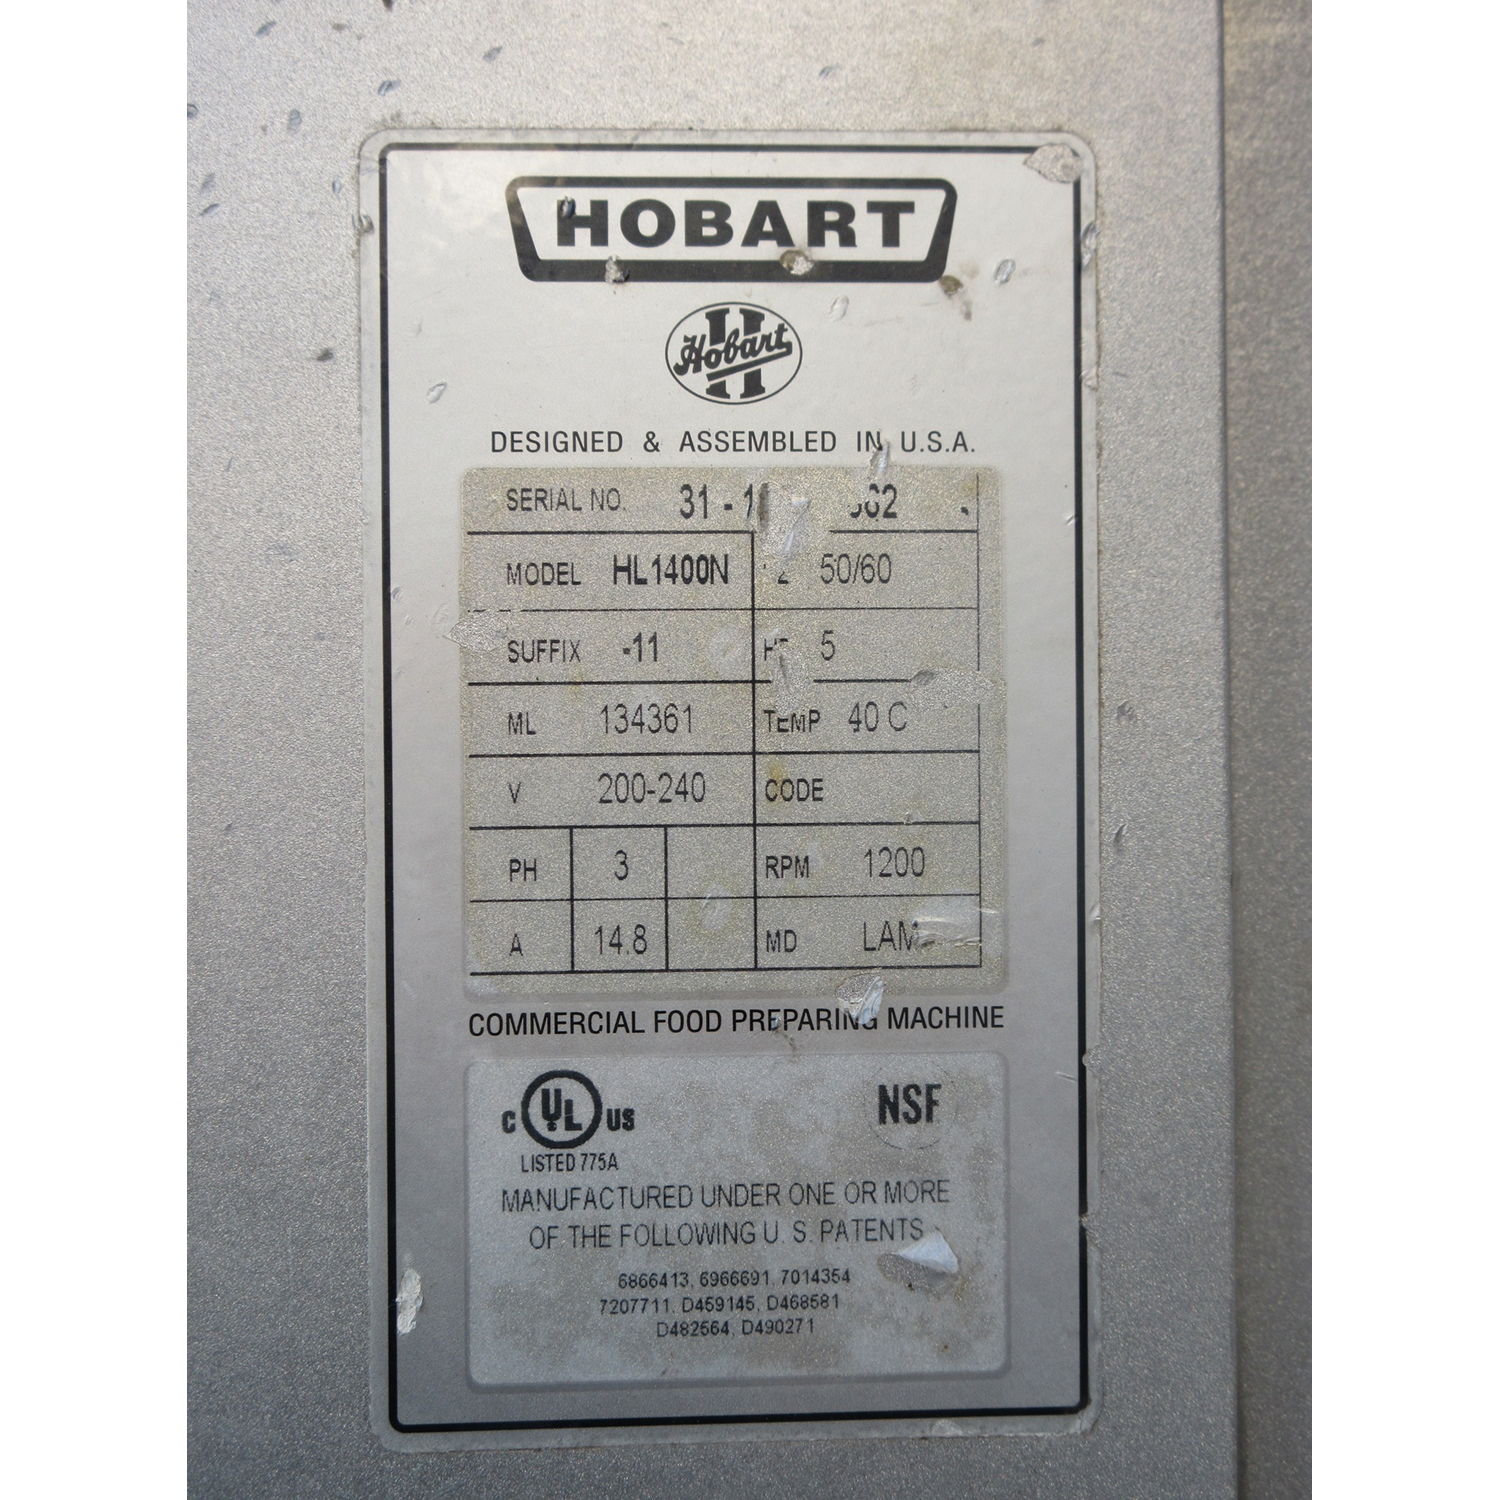 HOBART
Hobart
DESIGNED & ASSEMBLED IN U.S.A.
SERIAL NO. 31 -
MODEL HL1400N 50/60
SUFFIX -11 5
ML 134361 TEMP 40 C
V 200-240 CODE
PH 3 RPM 1200
A 14.8 MD LAM
COMMERCIAL FOOD PREPARING MACHINE
C UL US NSF
LISTED 775A
MANUFACTURED UNDER ONE OR MORE
OF THE FOLLOWING U. S. PATENTS
6866413, 6966691, 7014354
7207711, D459145, D468581
D482564, D490271